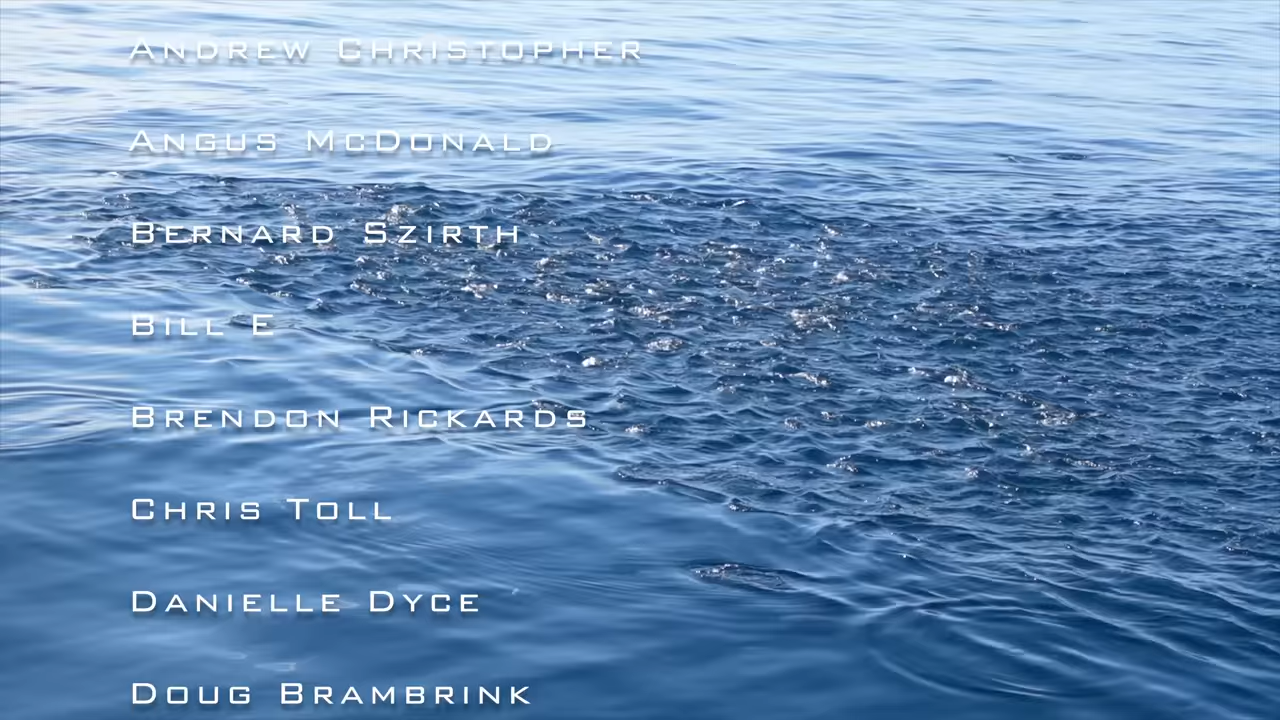 Andrew Christopher
Angus McDonald
Bernard Szirth
Bill E
Brendon Rickards
Chris Toll
Danielle Dyce
Doug Brambrink